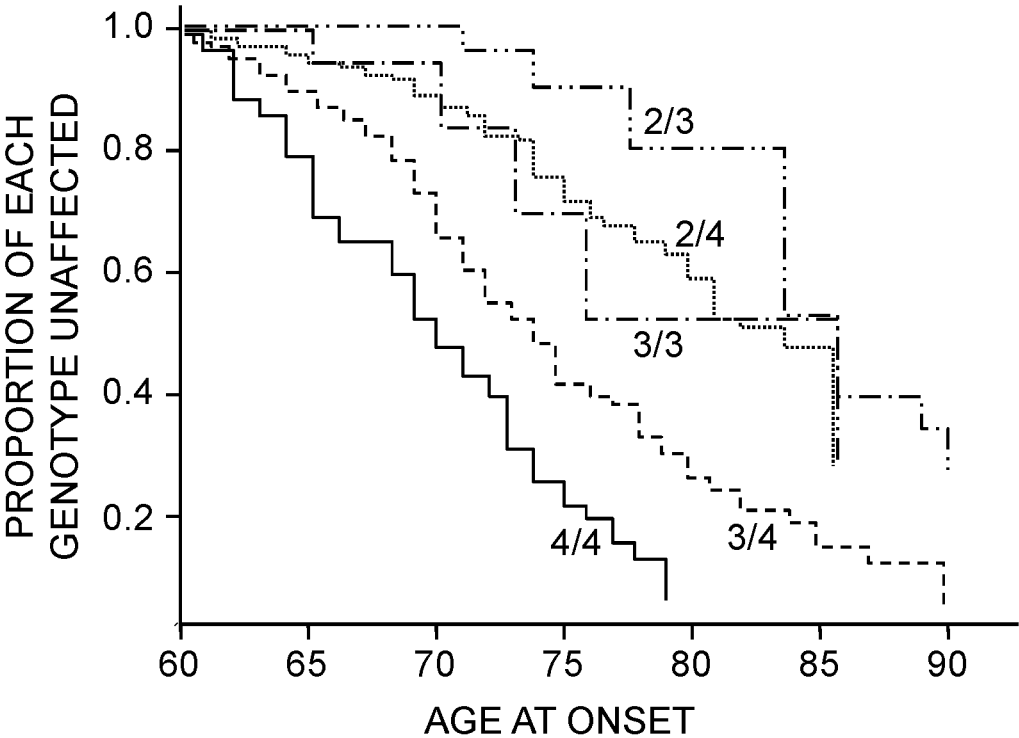 PROPORTION OF EACH
GENOTYPE UNAFFECTED
1.0
0.8
0.6
0.4
0.2
2/3
2/4
3/3
3/4
4/4
60 65 70 75 80 85 90
AGE AT ONSET